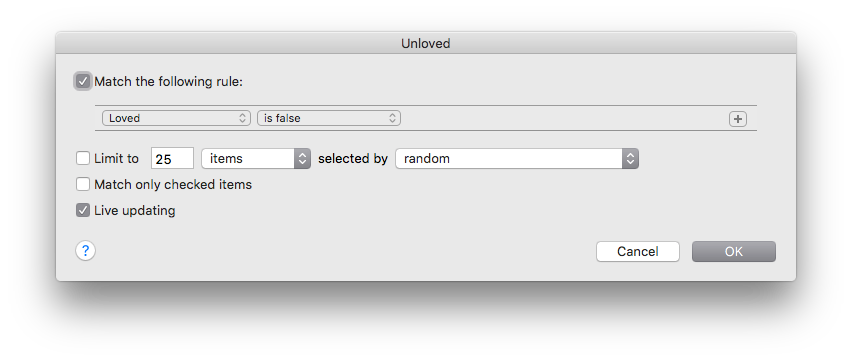 Unloved
Match the following rule:
Loved is false +
Limit to 25 items selected by random
Match only checked items
Live updating
? Cancel OK